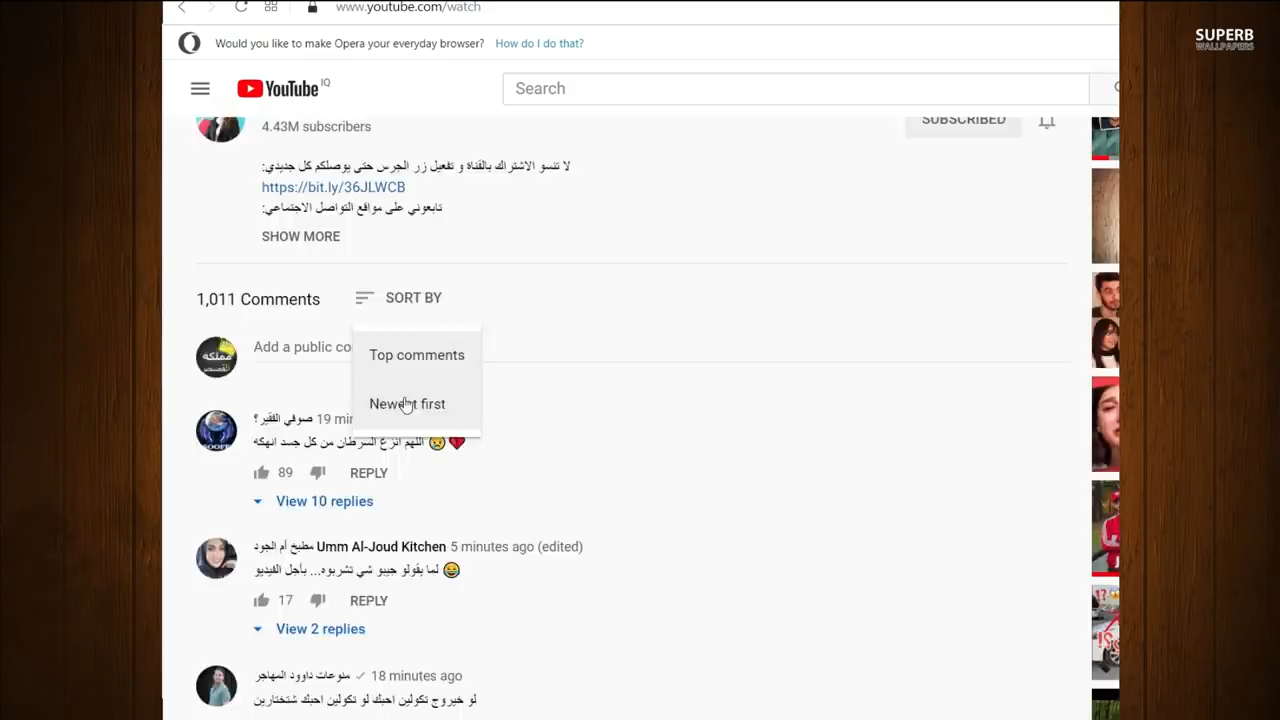 www.youtube.com/watch
SUPERB
WALLPAPERS
Would you like to make Opera your everyday browser? How do I do that?
YouTube IQ
Search
4.43M subscribers
SUBSCRIBED
لا تنسو الاشتراك بالقناة و تفعيل زر الجرس حتى يوصلكم كل جديدي:
https://bit.ly/36JLWCB
تابعوني على مواقع التواصل الاجتماعي:
SHOW MORE
1,011 Comments SORT BY
Add a public co
Top comments
Newest first
صوفي الفقير؟ 19 min
اللهم انزع السرطان من كل جسد انهكه 😢💔
89 REPLY
View 10 replies
مطبخ أم الجود Umm Al-Joud Kitchen 5 minutes ago (edited)
لما يقولو جيبو شي تشربوه... بأجل الفيديو 😂
17 REPLY
View 2 replies
منوعات داوود المهاجر 18 minutes ago
لو خيروج تكولين احبك لو تكولين احبك شتختارين